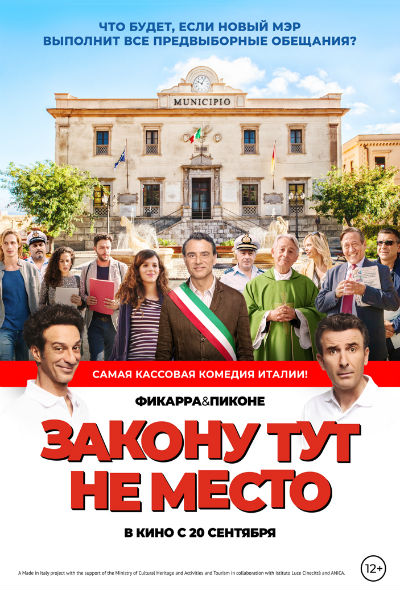 ЧТО БУДЕТ, ЕСЛИ НОВЫЙ МЭР
ВЫПОЛНИТ ВСЕ ПРЕДВЫБОРНЫЕ ОБЕЩАНИЯ?
MUNICIPIO
САМАЯ КАССОВАЯ КОМЕДИЯ ИТАЛИИ!
ФИКАРРА&ПИКОНЕ
ЗАКОНУ ТУТ
НЕ МЕСТО
В КИНО С 20 СЕНТЯБРЯ
A Made in Italy project with the support of the Ministry of Cultural Heritage and Activities and Tourism in collaboration with Istituto Luce Cinecittà and ANICA.
12+